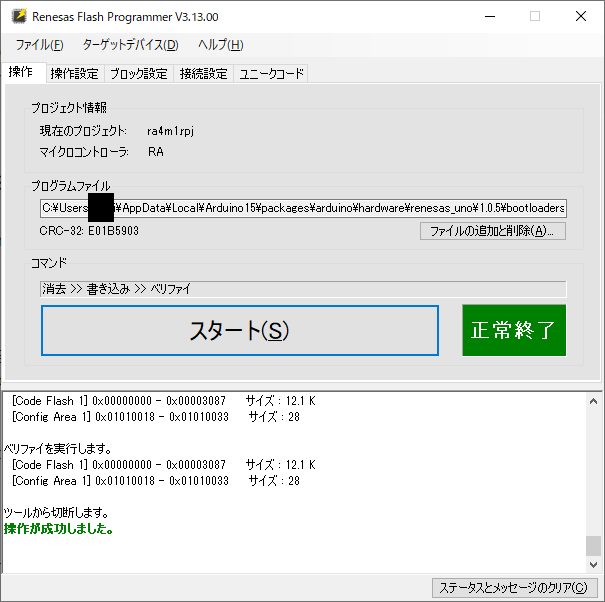 Renesas Flash Programmer V3.13.00
ファイル(F) ターゲットデバイス(D) ヘルプ(H)
操作 操作設定 ブロック設定 接続設定 ユニークコード
プロジェクト情報
現在のプロジェクト: ra4m1rpj
マイクロコントローラ: RA
プログラムファイル
C:¥Users ¥AppData¥Local¥Arduino15¥packages¥arduino¥hardware¥renesas_uno¥1.0.5¥bootloaders
CRC-32: E01B5903 ファイルの追加と削除(A)...
コマンド
消去 >> 書き込み >> ベリファイ
スタート(S) 正常終了
[Code Flash 1] 0x00000000 - 0x00003087 サイズ : 12.1 K
[Config Area 1] 0x01010018 - 0x01010033 サイズ : 28
ベリファイを実行します。
[Code Flash 1] 0x00000000 - 0x00003087 サイズ : 12.1 K
[Config Area 1] 0x01010018 - 0x01010033 サイズ : 28
ツールから切断します。
操作が成功しました。
ステータスとメッセージのクリア(C)